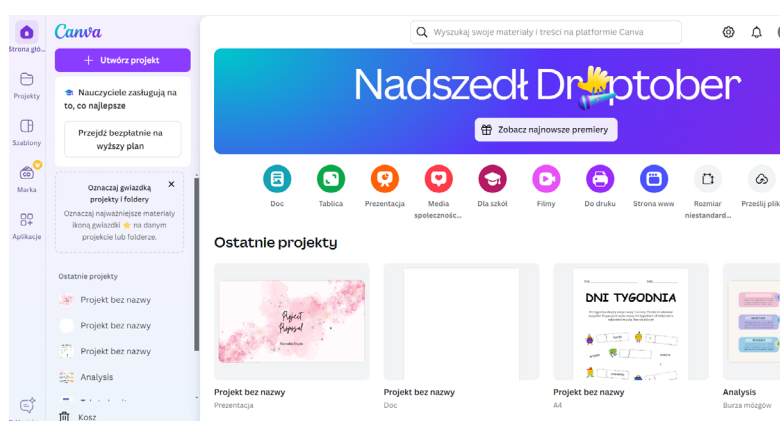 Canva
Wyszukaj swoje materiały i treści na platformie Canva
Strona głó...
Projekty
Szablony
Marka
Aplikacje
Utwórz projekt
Nauczyciele zasługują na
to, co najlepsze
Przejdź bezpłatnie na
wyższy plan
Oznaczaj gwiazdką
projekty i foldery
Oznaczaj najważniejsze materiały
ikoną gwiazdki ⭐ na danym
projekcie lub folderze.
Ostatnie projekty
Projekt bez nazwy
Projekt bez nazwy
Projekt bez nazwy
Analysis
Kosz
Nadszedł Droptober
Zobacz najnowsze premiery
Doc
Tablica
Prezentacja
Media
społecznośc...
Dla szkół
Filmy
Do druku
Strona www
Rozmiar
niestandard...
Prześlij plik
Ostatnie projekty
Project
Proposal
DNI TYGODNIA
Projekt bez nazwy
Prezentacja
Projekt bez nazwy
Doc
Projekt bez nazwy
A4
Analysis
Burza mózgów